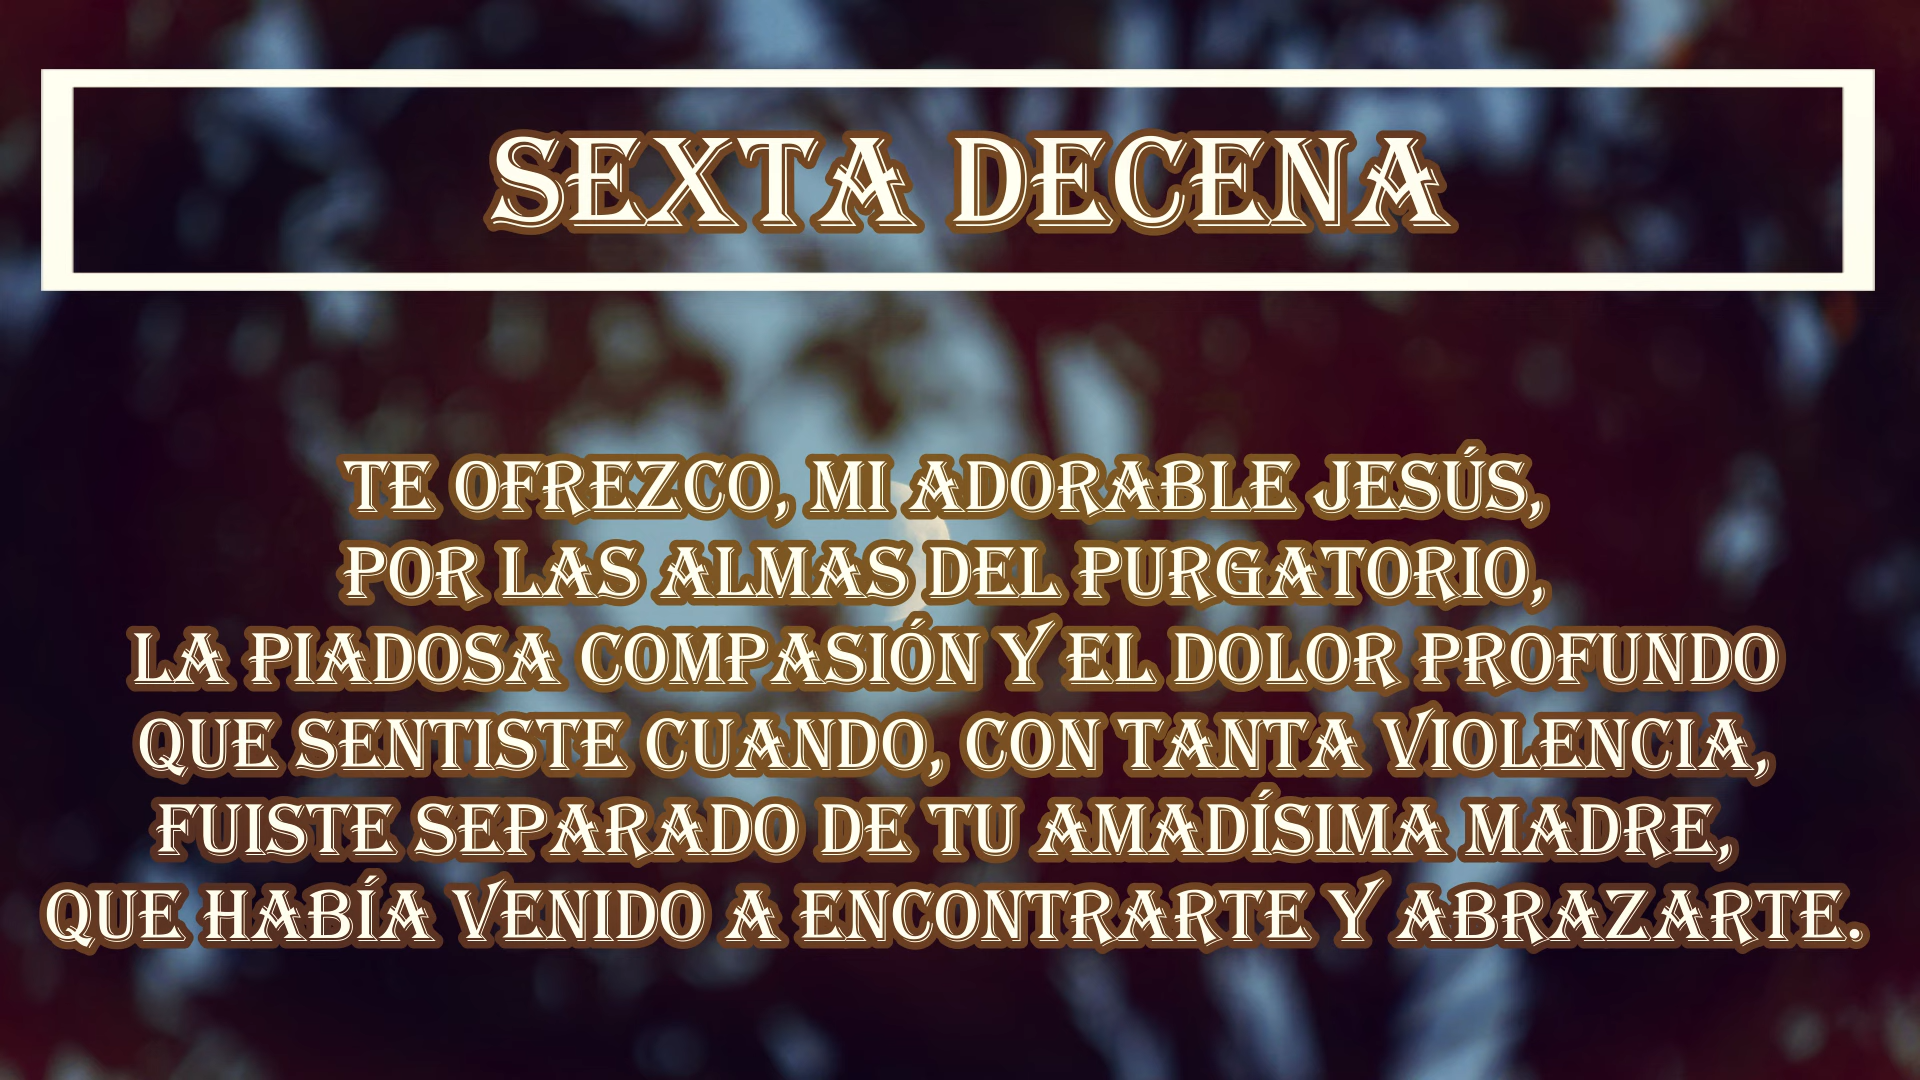 SEXTA DECENA
TE OFREZCO, MI ADORABLE JESÚS,
POR LAS ALMAS DEL PURGATORIO,
LA PIADOSA COMPASIÓN Y EL DOLOR PROFUNDO
QUE SENTISTE CUANDO, CON TANTA VIOLENCIA,
FUISTE SEPARADO DE TU AMADÍSIMA MADRE,
QUE HABÍA VENIDO A ENCONTRARTE Y ABRAZARTE.